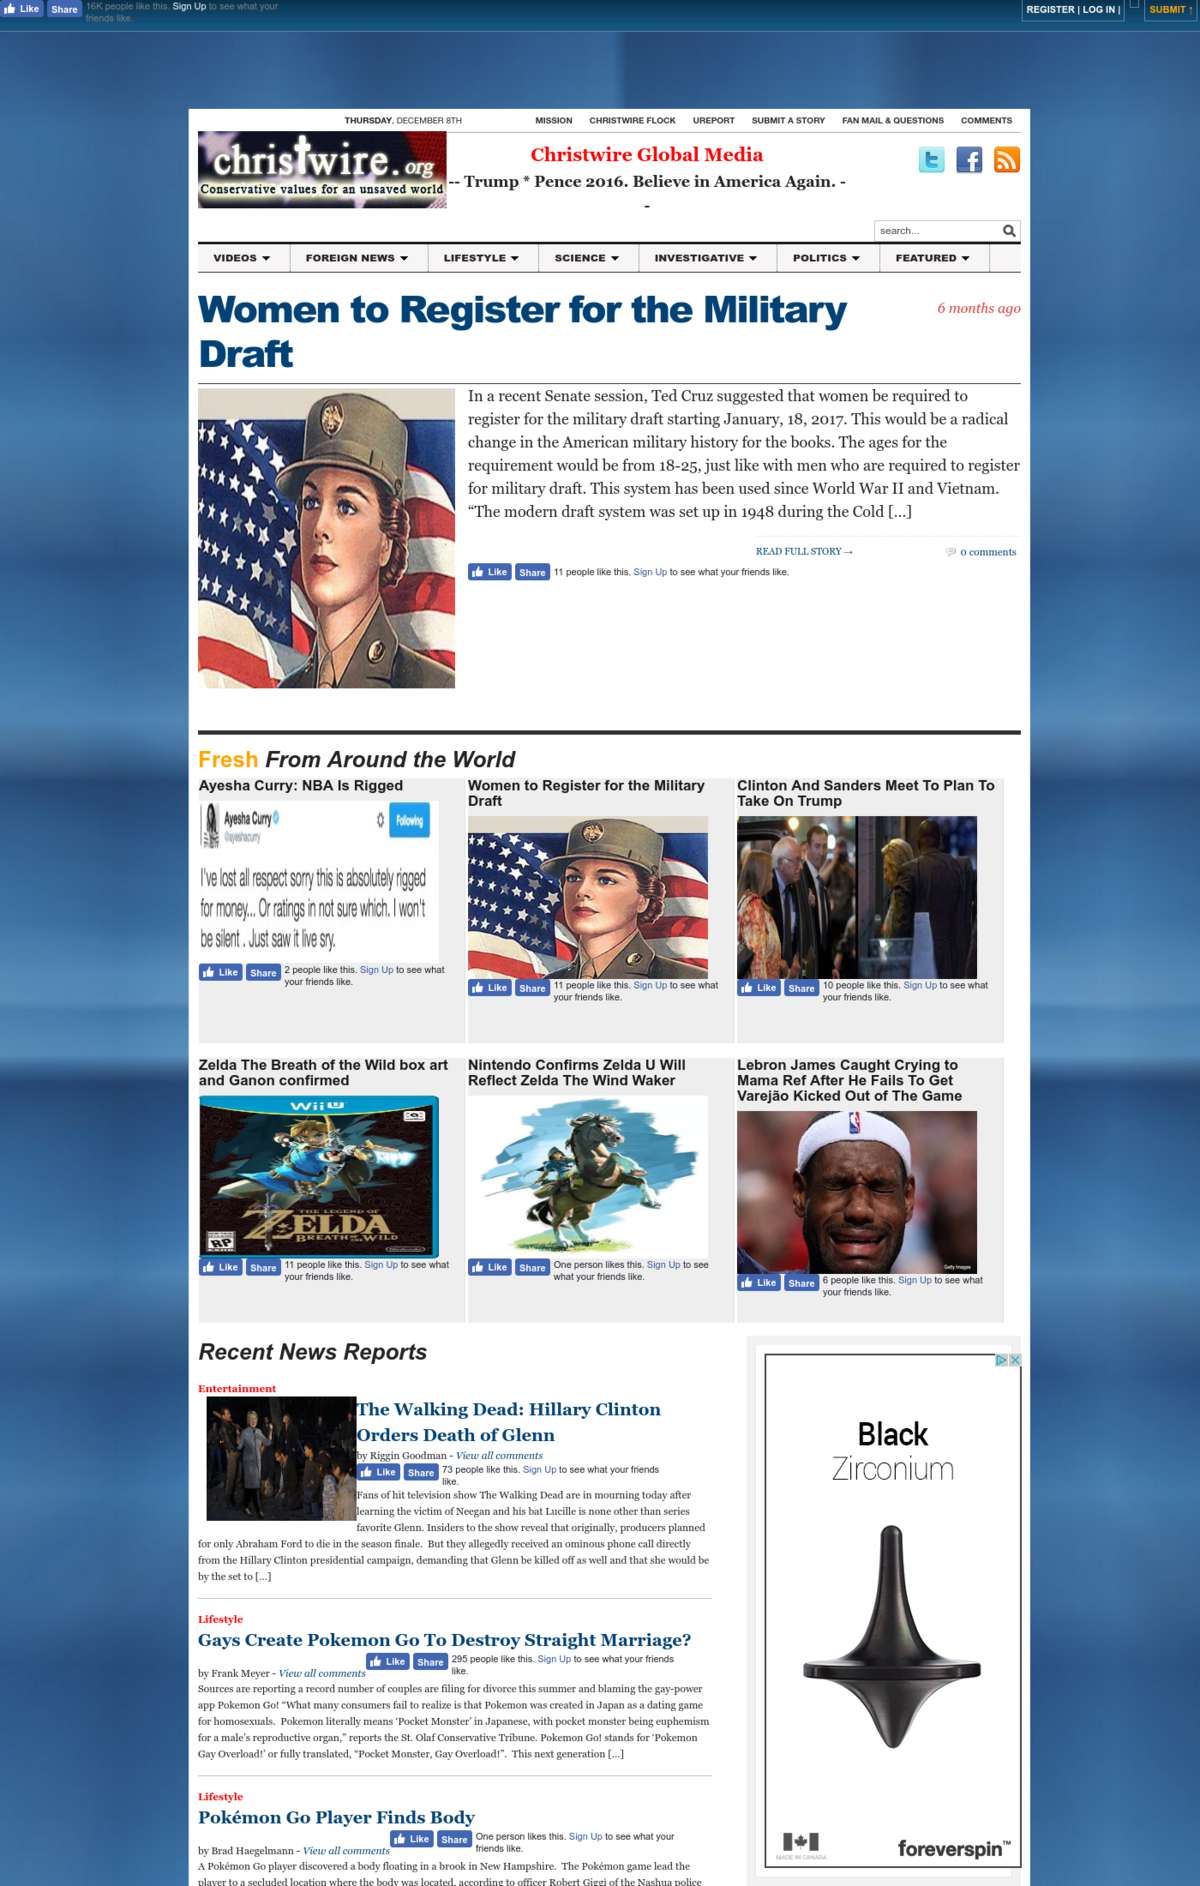 Like Share 16K people like this. Sign Up to see what your
friends like.
REGISTER | LOG IN |
SUBMIT ↑
THURSDAY, DECEMBER 8TH
MISSION CHRISTWIRE FLOCK UREPORT SUBMIT A STORY FAN MAIL & QUESTIONS COMMENTS
christwire.org
Conservative values for an unsaved world
Christwire Global Media
-- Trump * Pence 2016. Believe in America Again. -
-
search...
VIDEOS FOREIGN NEWS LIFESTYLE SCIENCE INVESTIGATIVE POLITICS FEATURED
Women to Register for the Military
Draft
6 months ago
In a recent Senate session, Ted Cruz suggested that women be required to
register for the military draft starting January, 18, 2017. This would be a radical
change in the American military history for the books. The ages for the
requirement would be from 18-25, just like with men who are required to register
for military draft. This system has been used since World War II and Vietnam.
“The modern draft system was set up in 1948 during the Cold [...]
READ FULL STORY →
0 comments
Like Share 11 people like this. Sign Up to see what your friends like.
Fresh From Around the World
Ayesha Curry: NBA Is Rigged
Ayesha Curry
@ayeshacurry
Following
I've lost all respect sorry this is absolutely rigged
for money... Or ratings in not sure which. I won't
be silent . Just saw it live sry.
Like Share 2 people like this. Sign Up to see what
your friends like.
Women to Register for the Military
Draft
Like Share 11 people like this. Sign Up to see what
your friends like.
Clinton And Sanders Meet To Plan To
Take On Trump
Like Share 10 people like this. Sign Up to see what
your friends like.
Zelda The Breath of the Wild box art
and Ganon confirmed
Wii U
THE LEGEND OF
ZELDA
BREATH OF THE WILD
RP
Nintendo
Like Share 11 people like this. Sign Up to see what
your friends like.
Nintendo Confirms Zelda U Will
Reflect Zelda The Wind Waker
Like Share One person likes this. Sign Up to see
what your friends like.
Lebron James Caught Crying to
Mama Ref After He Fails To Get
Varejão Kicked Out of The Game
Getty Images
Like Share 6 people like this. Sign Up to see what
your friends like.
Recent News Reports
Entertainment
The Walking Dead: Hillary Clinton
Orders Death of Glenn
by Riggin Goodman - View all comments
Like Share 73 people like this. Sign Up to see what your friends
like.
Fans of hit television show The Walking Dead are in mourning today after
learning the victim of Neegan and his bat Lucille is none other than series
favorite Glenn. Insiders to the show reveal that originally, producers planned
for only Abraham Ford to die in the season finale. But they allegedly received an ominous phone call directly
from the Hillary Clinton presidential campaign, demanding that Glenn be killed off as well and that she would be
by the set to [...]
Lifestyle
Gays Create Pokemon Go To Destroy Straight Marriage?
by Frank Meyer - View all comments Like Share 295 people like this. Sign Up to see what your friends
like.
Sources are reporting a record number of couples are filing for divorce this summer and blaming the gay-power
app Pokemon Go! “What many consumers fail to realize is that Pokemon was created in Japan as a dating game
for homosexuals. Pokemon literally means ‘Pocket Monster’ in Japanese, with pocket monster being euphemism
for a male’s reproductive organ,” reports the St. Olaf Conservative Tribune. Pokemon Go! stands for ‘Pokemon
Gay Overload!’ or fully translated, “Pocket Monster, Gay Overload!”. This next generation [...]
Lifestyle
Pokémon Go Player Finds Body
by Brad Haegelmann - View all comments Like Share One person likes this. Sign Up to see what your
friends like.
A Pokémon Go player discovered a body floating in a brook in New Hampshire. The Pokémon game lead the
player to a secluded location where the body was located, according to officer Robert Giggi of the Nashua police
Black
Zirconium
MADE IN CANADA
foreverspin™